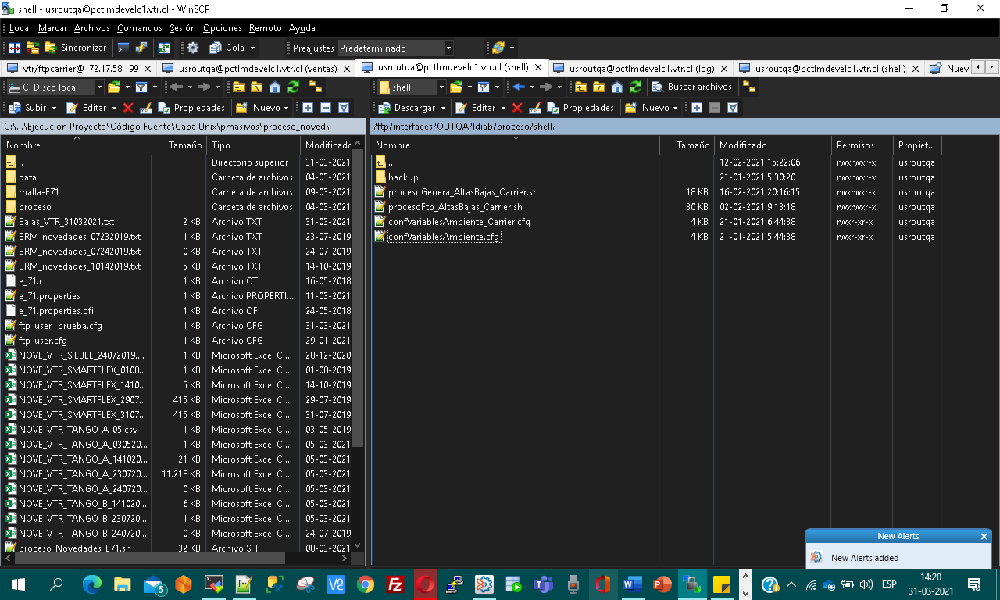 shell - usroutqa@pctlmdevelc1.vtr.cl - WinSCP
Local Marcar Archivos Comandos Sesión Opciones Remoto Ayuda
Sincronizar Cola Preajustes Predeterminado
vtr/ftpcarrier@172.17.58.199 usroutqa@pctlmdevelc1.vtr.cl (ventas) usroutqa@pctlmdevelc1.vtr.cl (shell) usroutqa@pctlmdevelc1.vtr.cl (log) usroutqa@pctlmdevelc1.vtr.cl (shell) Nuev
C: Disco local shell Buscar archivos
Subir Editar Propiedades Nuevo Descargar Editar Propiedades Nuevo
C:\...\Ejecución Proyecto\Código Fuente\Capa Unix\pmasivos\proceso_noved\ /ftp/interfaces/OUTQA/Idiab/proceso/shell/
Nombre Tamaño Tipo Modificado Nombre Tamaño Modificado Permisos Propiet...
.. Directorio superior 31-03-2021 .. 12-02-2021 15:22:06 rwxrwxr-x usroutqa
data Carpeta de archivos 04-03-2021 backup 21-01-2021 5:30:20 rwxrwxr-x usroutqa
malla-E71 Carpeta de archivos 09-03-2021 procesoGenera_AltasBajas_Carrier.sh 18 KB 16-02-2021 20:16:15 rwxrwxr-x usroutqa
proceso Carpeta de archivos 04-03-2021 procesoFtp_AltasBajas_Carrier.sh 30 KB 02-02-2021 9:13:18 rwxrwxr-x usroutqa
Bajas_VTR_31032021.txt 2 KB Archivo TXT 31-03-2021 confVariablesAmbiente_Carrier.cfg 4 KB 21-01-2021 6:44:38 rwxrwxr-x usroutqa
BRM_novedades_07232019.txt 1 KB Archivo TXT 23-07-2019 confVariablesAmbiente.cfg 4 KB 21-01-2021 5:44:38 rwxr-xr-x usroutqa
BRM_novedades_07242019.txt 0 KB Archivo TXT 24-07-2019
BRM_novedades_10142019.txt 5 KB Archivo TXT 14-10-2019
e_71.ctl 1 KB Archivo CTL 16-05-2018
e_71.properties 1 KB Archivo PROPERTI... 11-03-2021
e_71.properties.ofi 1 KB Archivo OFI 24-05-2018
ftp_user _prueba.cfg 1 KB Archivo CFG 31-03-2021
ftp_user.cfg 1 KB Archivo CFG 29-01-2021
NOVE_VTR_SIEBEL_24072019.... 1 KB Microsoft Excel C... 28-12-2020
NOVE_VTR_SMARTFLEX_0108... 1 KB Microsoft Excel C... 01-08-2019
NOVE_VTR_SMARTFLEX_1410... 5 KB Microsoft Excel C... 14-10-2019
NOVE_VTR_SMARTFLEX_2907... 415 KB Microsoft Excel C... 29-07-2019
NOVE_VTR_SMARTFLEX_3107... 415 KB Microsoft Excel C... 31-07-2019
NOVE_VTR_TANGO_A_05.csv 1 KB Microsoft Excel C... 03-05-2019
NOVE_VTR_TANGO_A_030520... 1 KB Microsoft Excel C... 05-03-2021
NOVE_VTR_TANGO_A_141020... 21 KB Microsoft Excel C... 05-03-2021
NOVE_VTR_TANGO_A_230720... 11.218 KB Microsoft Excel C... 05-03-2021
NOVE_VTR_TANGO_A_240720... 0 KB Microsoft Excel C... 05-03-2021
NOVE_VTR_TANGO_B_141020... 6 KB Microsoft Excel C... 05-03-2021
NOVE_VTR_TANGO_B_230720... 1 KB Microsoft Excel C... 05-03-2021
NOVE_VTR_TANGO_B_240720... 0 KB Microsoft Excel C... 24-07-2019
proceso_Novedades_E71.sh 32 KB Archivo SH 08-03-2021
New Alerts
New Alerts added
5
ESP 14:20
31-03-2021